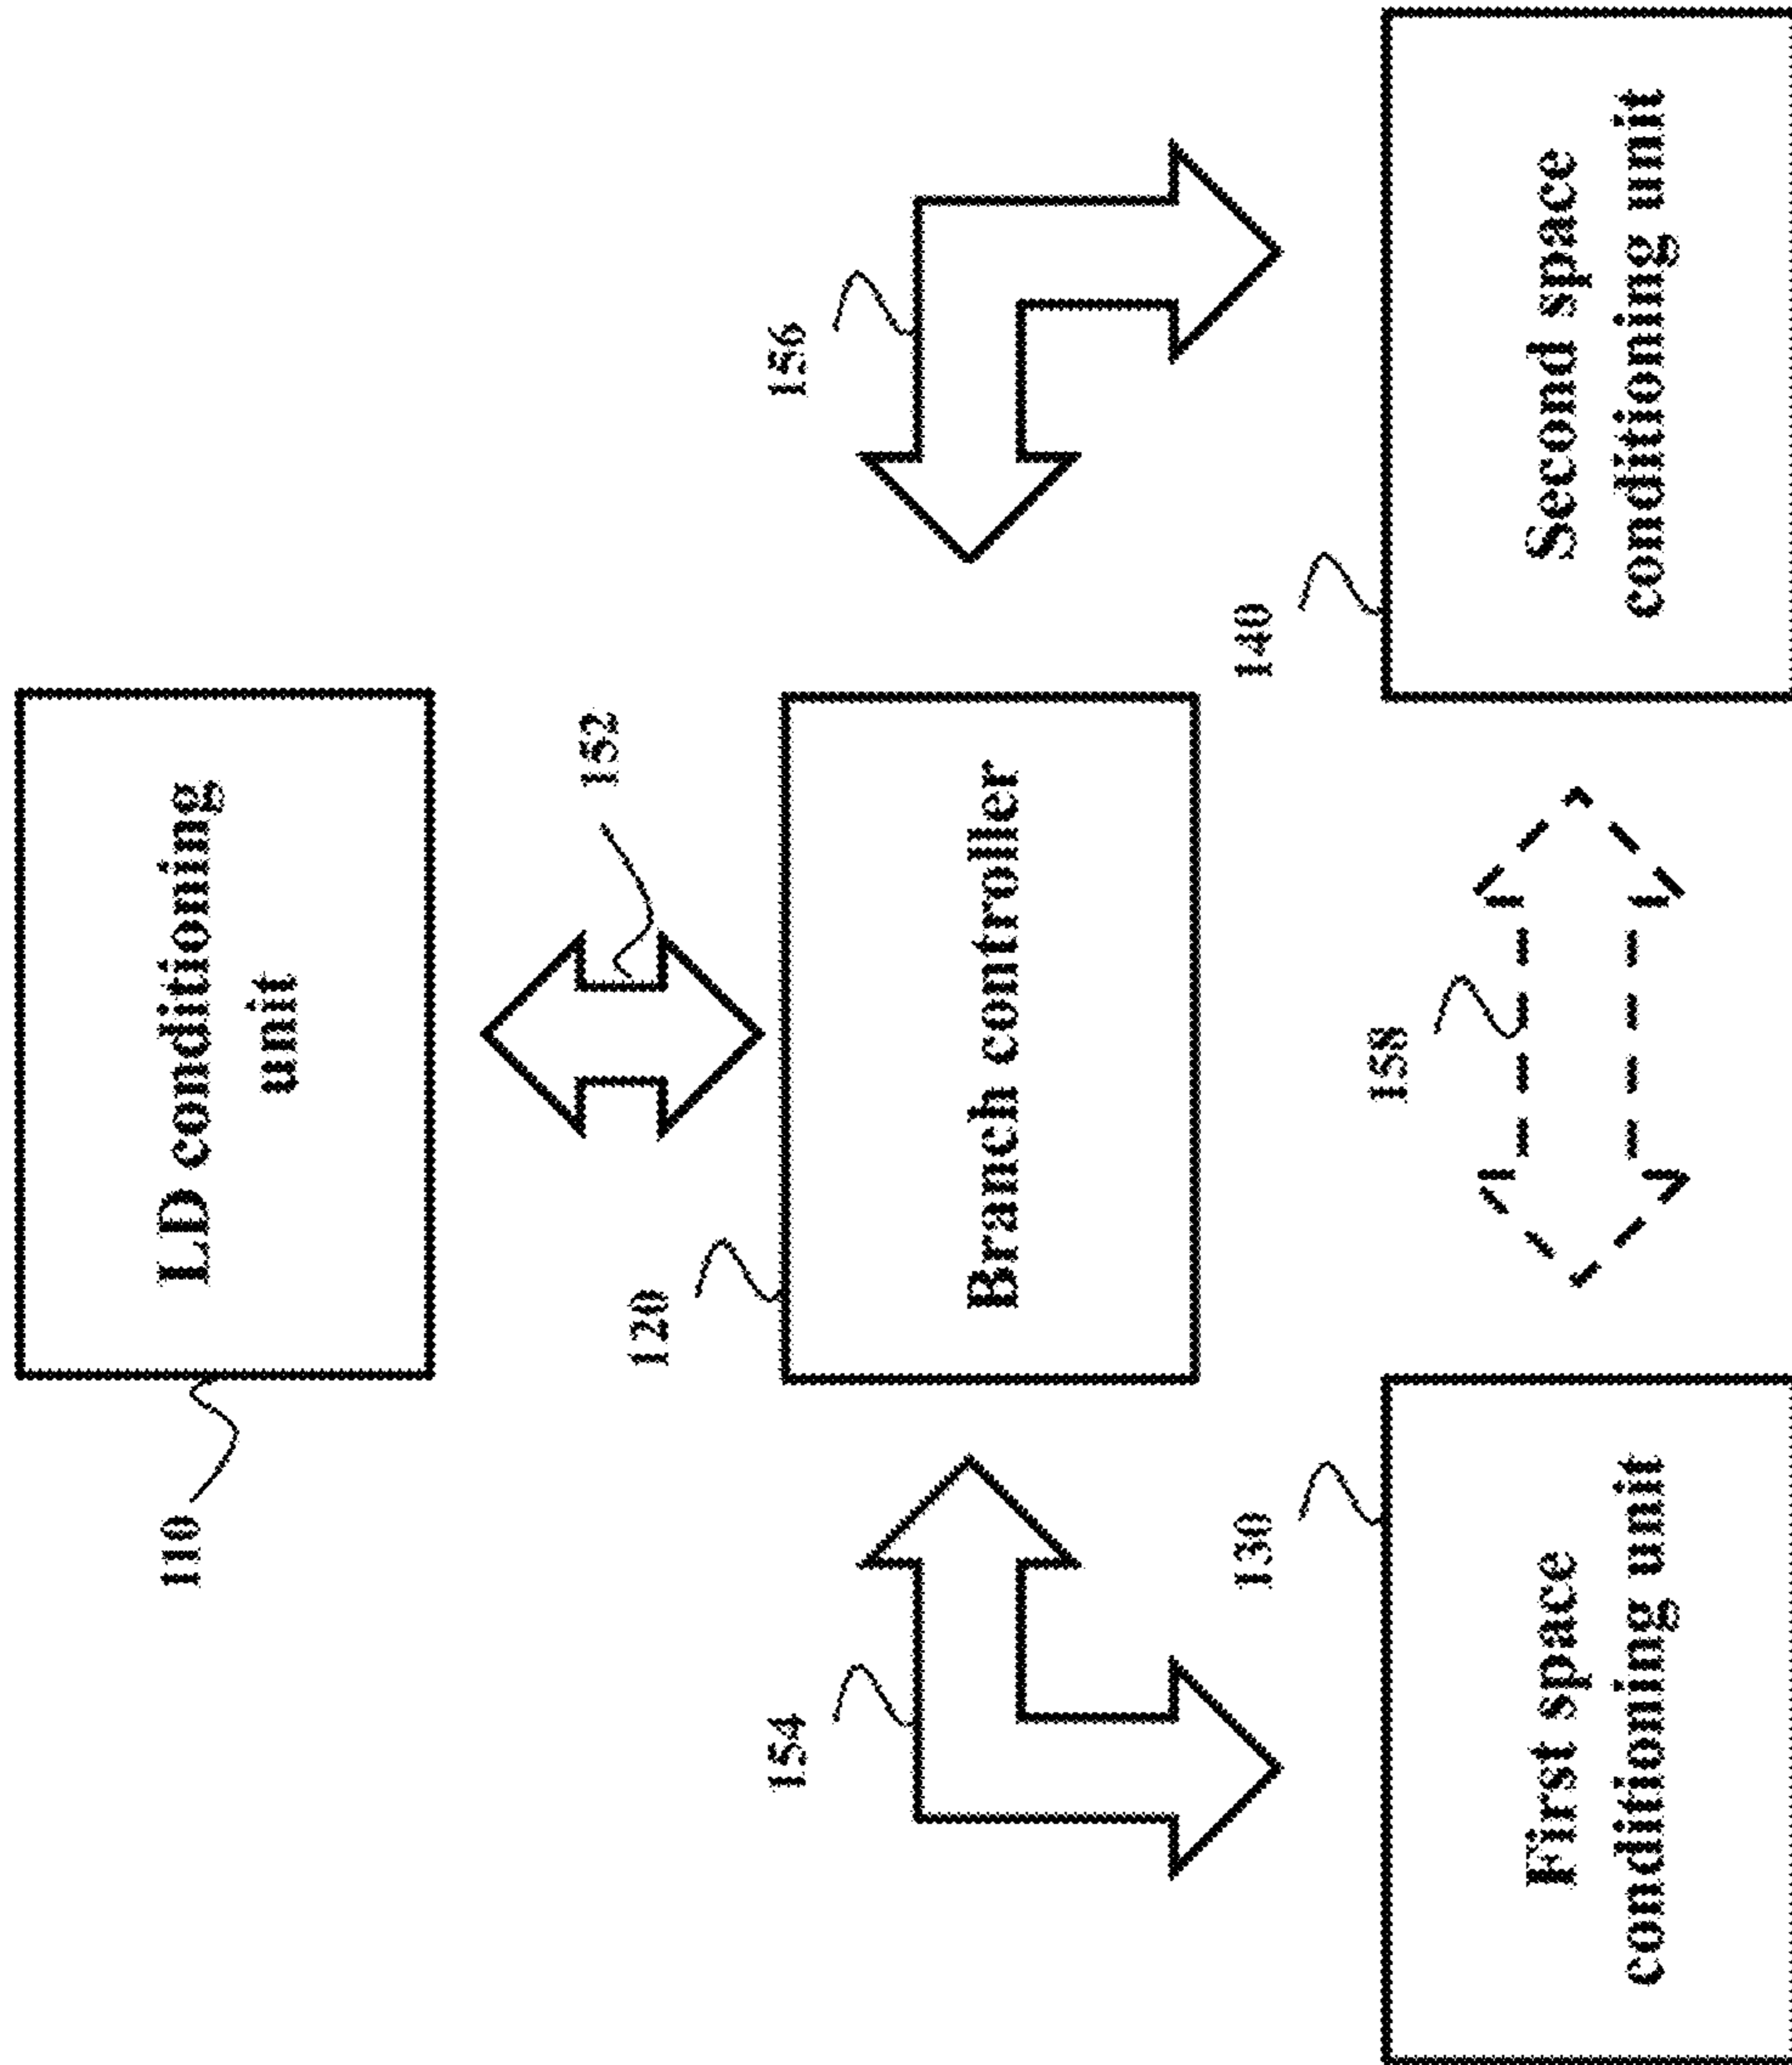 110
LD conditioning
unit
152
120
Branch controller
154
156
130
First space
conditioning unit
158
140
Second space
conditioning unit